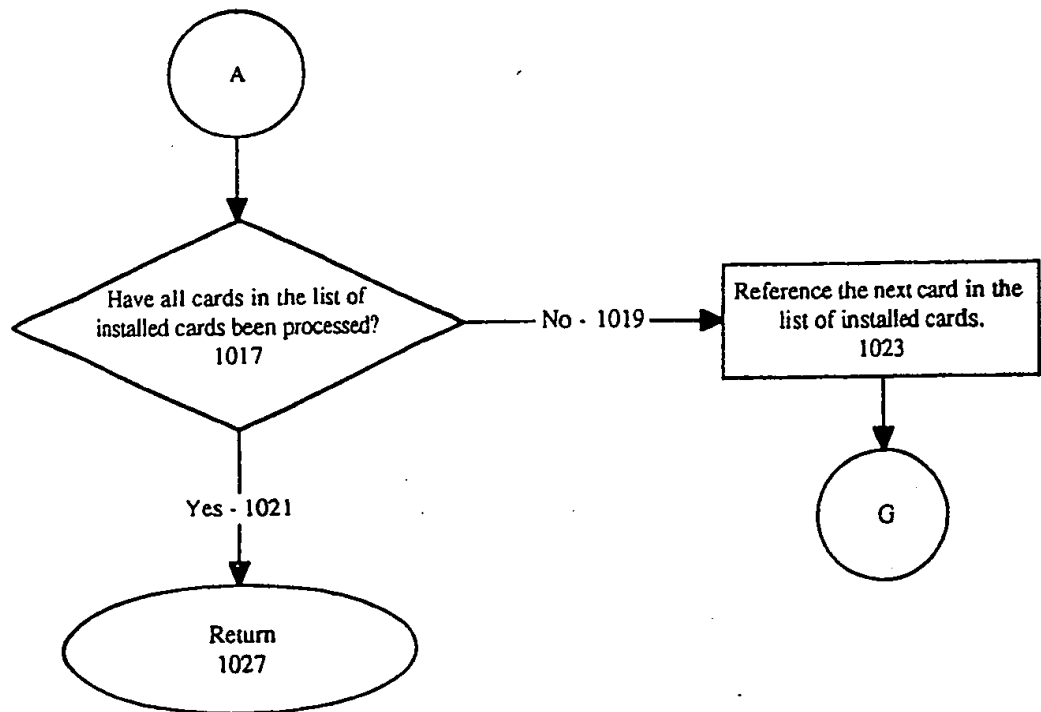 A
Have all cards in the list of
installed cards been processed?
1017
No - 1019
Reference the next card in the
list of installed cards.
1023
G
Yes - 1021
Return
1027